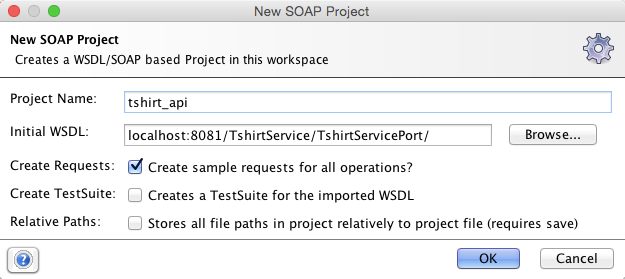 New SOAP Project
New SOAP Project
Creates a WSDL/SOAP based Project in this workspace
Project Name: tshirt_api
Initial WSDL: localhost:8081/TshirtService/TshirtServicePort/ Browse...
Create Requests: Create sample requests for all operations?
Create TestSuite: Creates a TestSuite for the imported WSDL
Relative Paths: Stores all file paths in project relatively to project file (requires save)
? OK Cancel